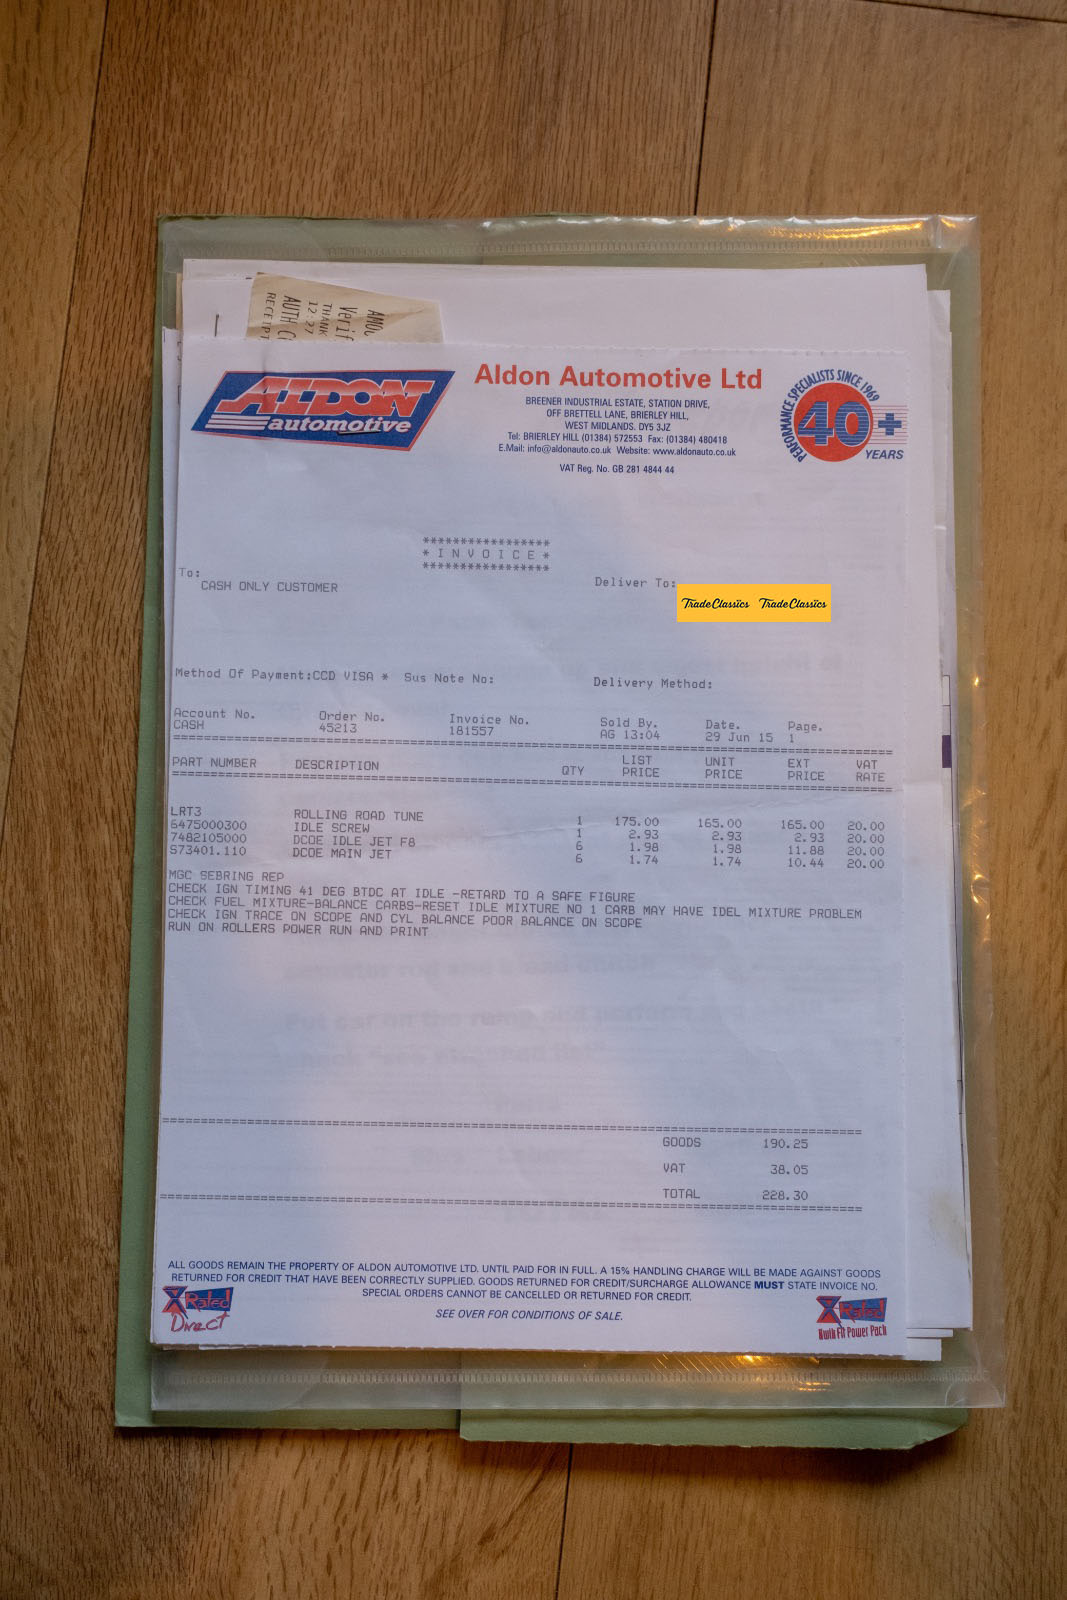 AMOU
Verif
THANK
12:27
AUTH C
RECEIPT
ALDON
automotive
Aldon Automotive Ltd
BREENER INDUSTRIAL ESTATE, STATION DRIVE,
OFF BRETTELL LANE, BRIERLEY HILL,
WEST MIDLANDS. DY5 3JZ
Tel: BRIERLEY HILL (01384) 572553 Fax: (01384) 480418
E.Mail: info@aldonauto.co.uk Website: www.aldonauto.co.uk
VAT Reg. No. GB 281 4844 44
PERFORMANCE SPECIALISTS SINCE 1969
40+
YEARS
*****************
* I N V O I C E *
*****************
To:
CASH ONLY CUSTOMER
Deliver To:
TradeClassics TradeClassics
Method Of Payment:CCD VISA * Sus Note No: Delivery Method:
Account No. Order No. Invoice No. Sold By. Date. Page.
CASH 45213 181557 AG 13:04 29 Jun 15 1
PART NUMBER DESCRIPTION QTY LIST PRICE UNIT PRICE EXT PRICE VAT RATE
LRT3 ROLLING ROAD TUNE 1 175.00 165.00 165.00 20.00
6475000300 IDLE SCREW 1 2.93 2.93 2.93 20.00
7482105000 DCOE IDLE JET F8 6 1.98 1.98 11.88 20.00
S73401.110 DCOE MAIN JET 6 1.74 1.74 10.44 20.00
MGC SEBRING REP
CHECK IGN TIMING 41 DEG BTDC AT IDLE -RETARD TO A SAFE FIGURE
CHECK FUEL MIXTURE-BALANCE CARBS-RESET IDLE MIXTURE NO 1 CARB MAY HAVE IDEL MIXTURE PROBLEM
CHECK IGN TRACE ON SCOPE AND CYL BALANCE POOR BALANCE ON SCOPE
RUN ON ROLLERS POWER RUN AND PRINT
GOODS 190.25
VAT 38.05
TOTAL 228.30
ALL GOODS REMAIN THE PROPERTY OF ALDON AUTOMOTIVE LTD. UNTIL PAID FOR IN FULL. A 15% HANDLING CHARGE WILL BE MADE AGAINST GOODS
RETURNED FOR CREDIT THAT HAVE BEEN CORRECTLY SUPPLIED. GOODS RETURNED FOR CREDIT/SURCHARGE ALLOWANCE MUST STATE INVOICE NO.
SPECIAL ORDERS CANNOT BE CANCELLED OR RETURNED FOR CREDIT.
SEE OVER FOR CONDITIONS OF SALE.
X-Rated
Direct
X-Rated
Kwik Fit Power Pack